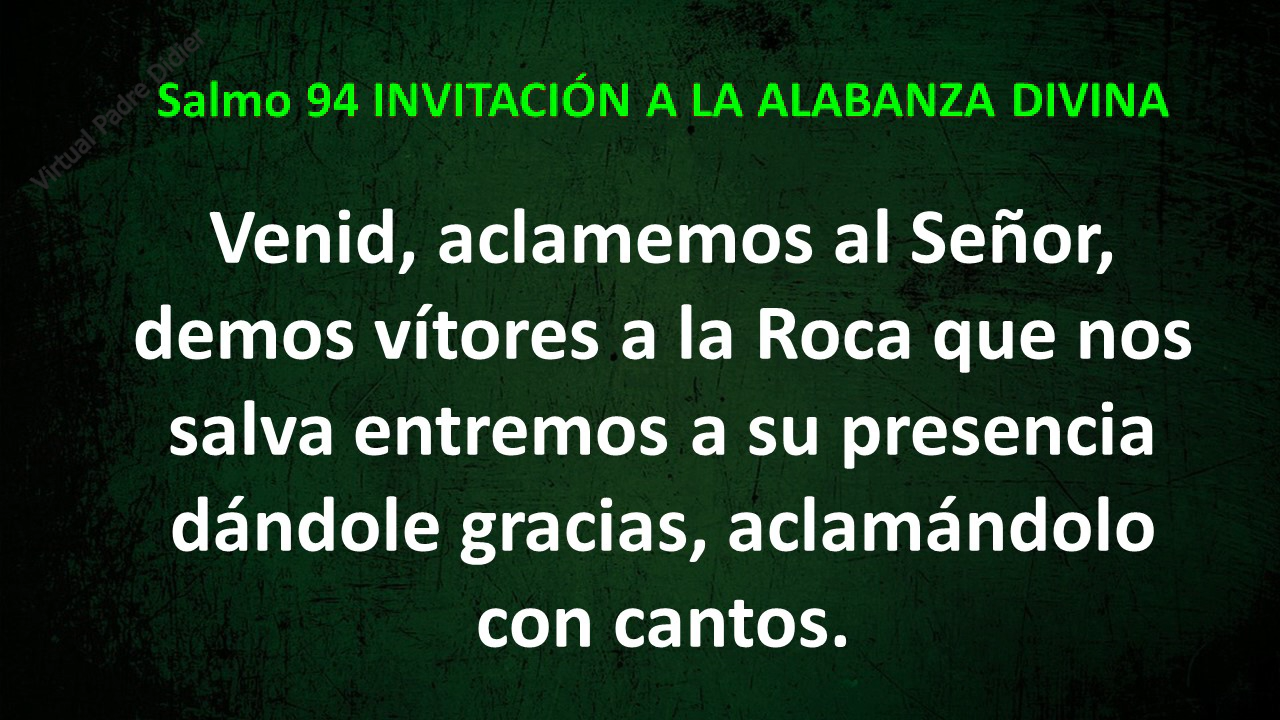 Virtual Padre Didier
Salmo 94 INVITACIÓN A LA ALABANZA DIVINA
Venid, aclamemos al Señor,
demos vítores a la Roca que nos
salva entremos a su presencia
dándole gracias, aclamándolo
con cantos.